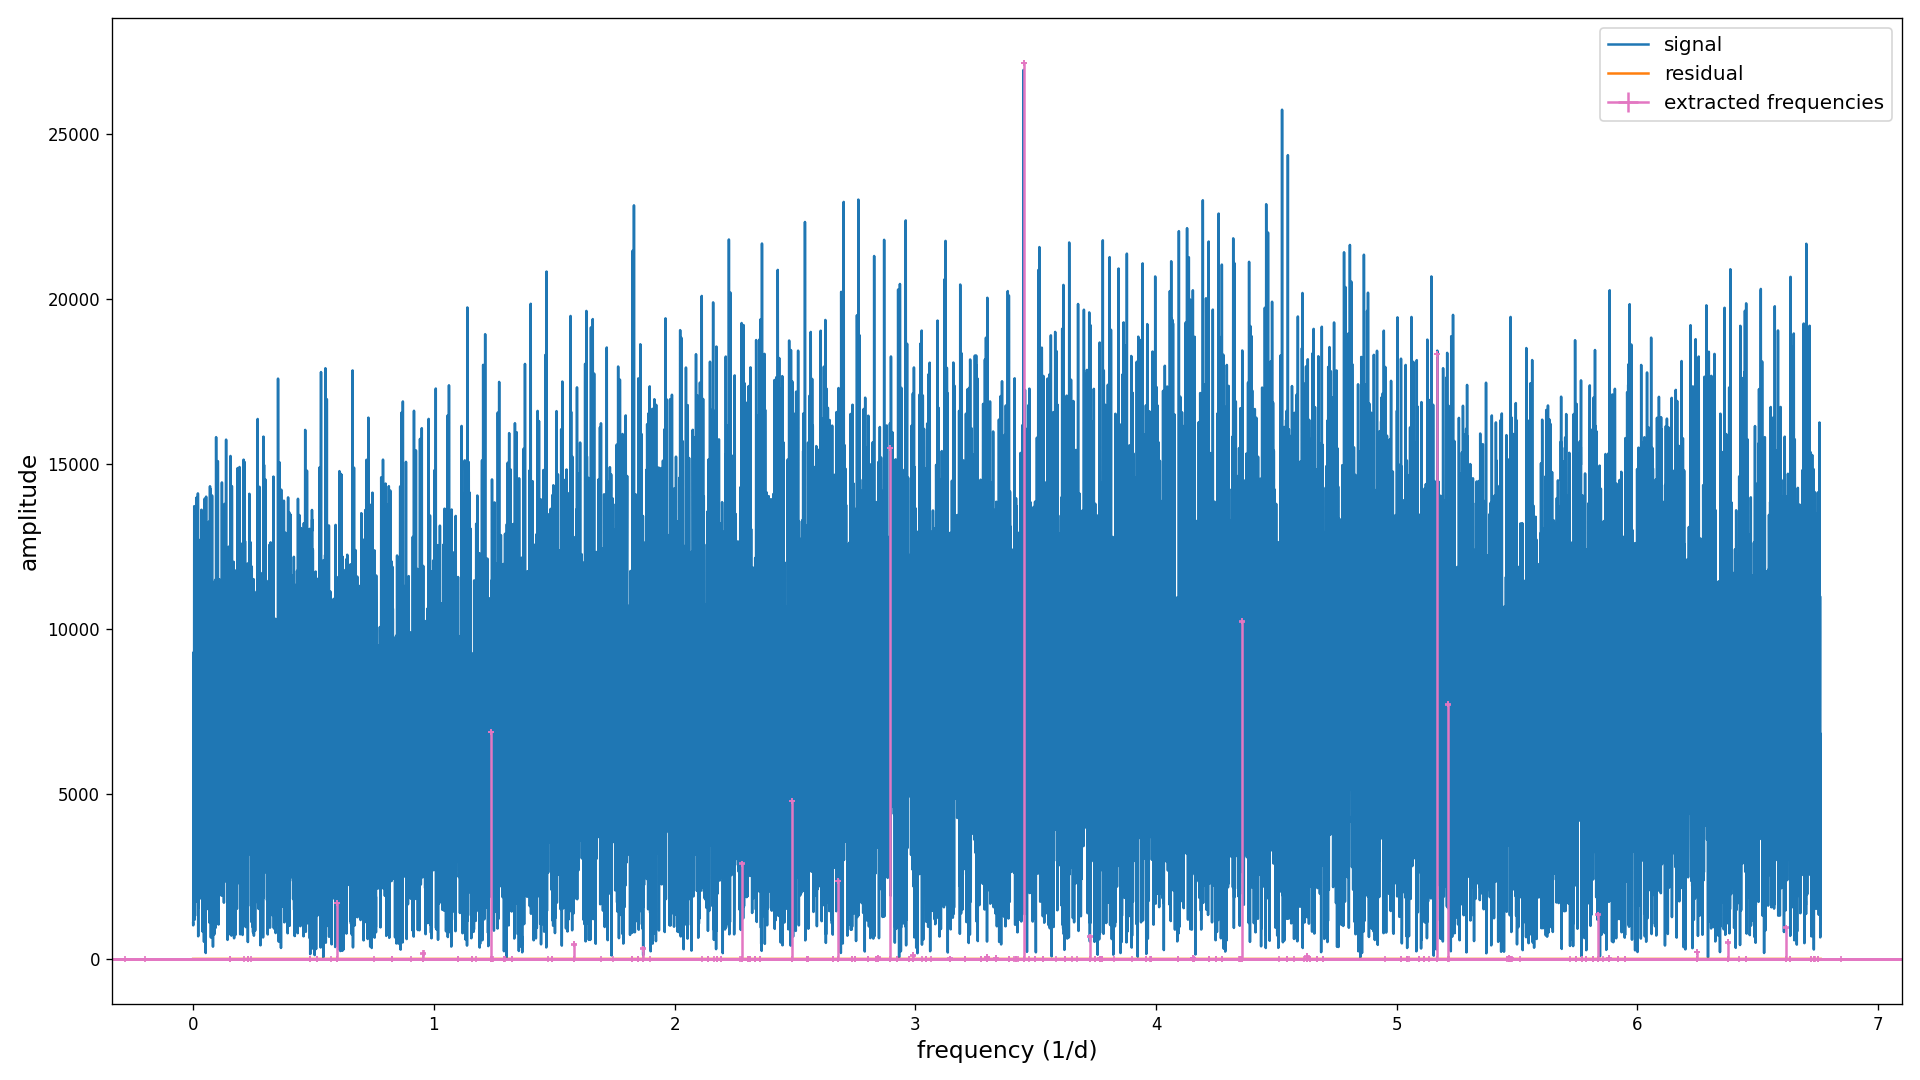 signal
residual
extracted frequencies
amplitude
25000
20000
15000
10000
5000
0
0 1 2 3 4 5 6 7
frequency (1/d)